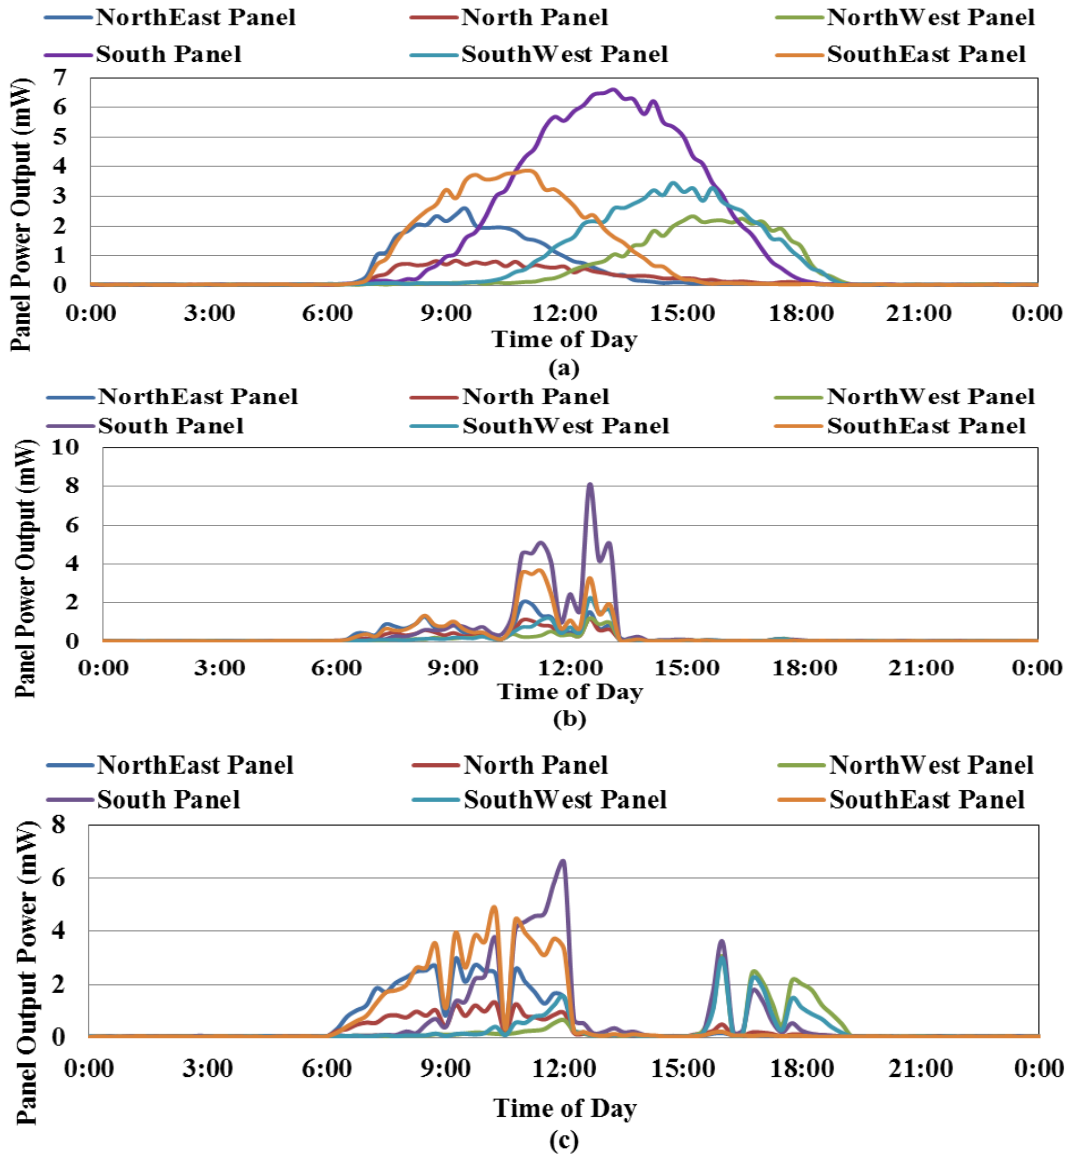 NorthEast Panel North Panel NorthWest Panel
South Panel SouthWest Panel SouthEast Panel
Panel Power Output (mW)
7
6
5
4
3
2
1
0
0:00 3:00 6:00 9:00 12:00 15:00 18:00 21:00 0:00
Time of Day
(a)
NorthEast Panel North Panel NorthWest Panel
South Panel SouthWest Panel SouthEast Panel
Panel Power Output (mW)
10
8
6
4
2
0
0:00 3:00 6:00 9:00 12:00 15:00 18:00 21:00 0:00
Time of Day
(b)
NorthEast Panel North Panel NorthWest Panel
South Panel SouthWest Panel SouthEast Panel
Panel Output Power (mW)
8
6
4
2
0
0:00 3:00 6:00 9:00 12:00 15:00 18:00 21:00 0:00
Time of Day
(c)